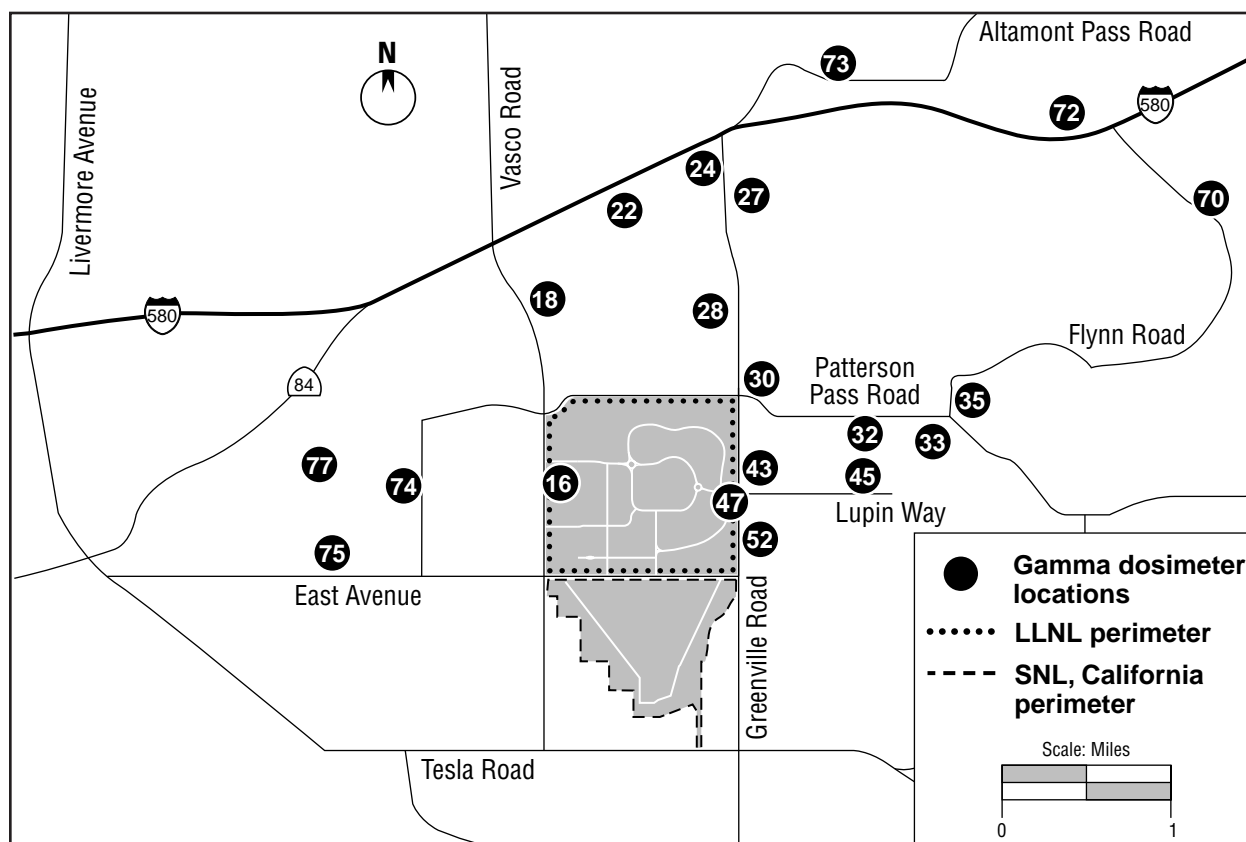 Altamont Pass Road
N
73
580
72
Livermore Avenue
Vasco Road
24
27
22
70
18
28
580
Flynn Road
84
30
Patterson
Pass Road
35
32
33
77
74
16
43
45
47
Lupin Way
52
75
East Avenue
Greenville Road
Tesla Road
Gamma dosimeter
locations
LLNL perimeter
SNL, California
perimeter
Scale: Miles
0 1